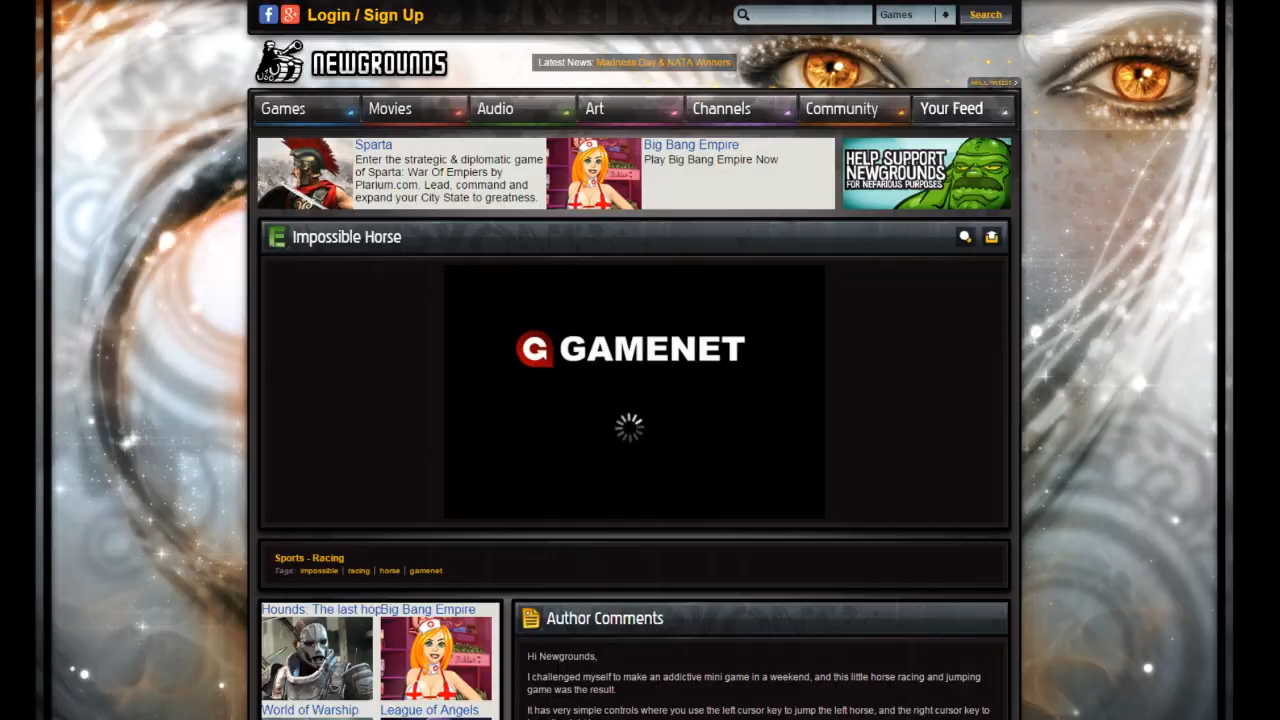 Login / Sign Up
Games
Search
NEWGROUNDS
Latest News: Madness Day & NATA Winners
Games
Movies
Audio
Art
Channels
Community
Your Feed
Sparta
Enter the strategic & diplomatic game
of Sparta: War Of Empiers by
Plarium.com. Lead, command and
expand your City State to greatness.
Big Bang Empire
Play Big Bang Empire Now
HELP SUPPORT
NEWGROUNDS
FOR NEFARIOUS PURPOSES
E
Impossible Horse
G GAMENET
Sports - Racing
Tags: impossible | racing | horse | gamenet
Hounds: The last hop
Big Bang Empire
World of Warship
League of Angels
Author Comments
Hi Newgrounds,
I challenged myself to make an addictive mini game in a weekend, and this little horse racing and jumping
game was the result.
It has very simple controls where you use the left cursor key to jump the left horse, and the right cursor key to